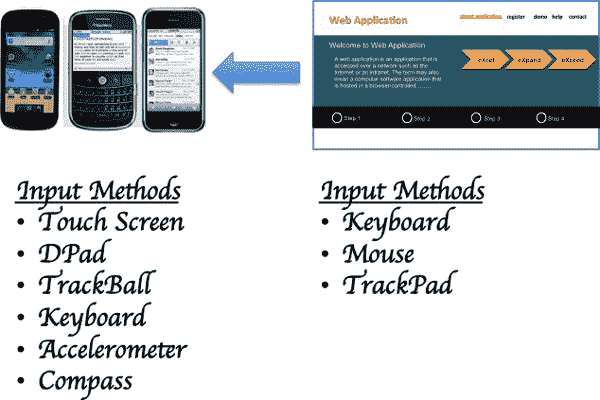 Web Application
about application register demo help contact
Welcome to Web Application
A web application is an application that is
accessed over a network such as the
Internet or an intranet. The term may also
mean a computer software application that
is hosted in a browser-controlled
eXcel eXpand eXceed
Step 1 Step 2 Step 3 Step 4
Input Methods
• Touch Screen
• DPad
• TrackBall
• Keyboard
• Accelerometer
• Compass
Input Methods
• Keyboard
• Mouse
• TrackPad